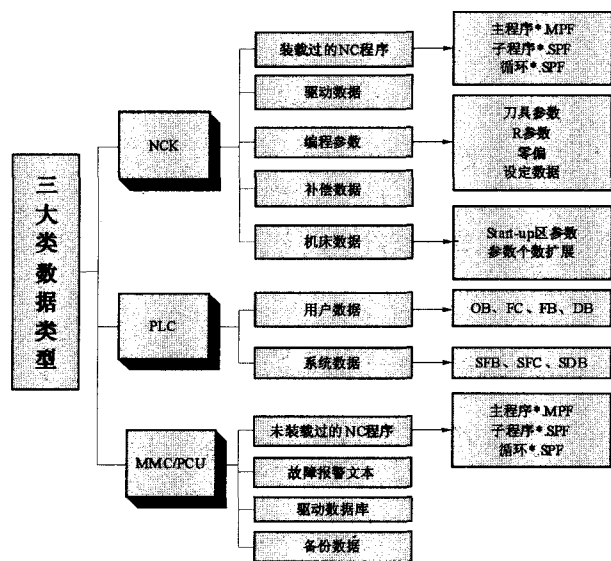 三大类数据类型
NCK
装载过的NC程序
主程序*.MPF
子程序*.SPF
循环*.SPF
驱动数据
编程参数
刀具参数
R参数
零偏
设定数据
补偿数据
机床数据
Start-up区参数
参数个数扩展
PLC
用户数据
OB、FC、FB、DB
系统数据
SFB、SFC、SDB
MMC/PCU
未装载过的NC程序
主程序*.MPF
子程序*.SPF
循环*.SPF
故障报警文本
驱动数据库
备份数据